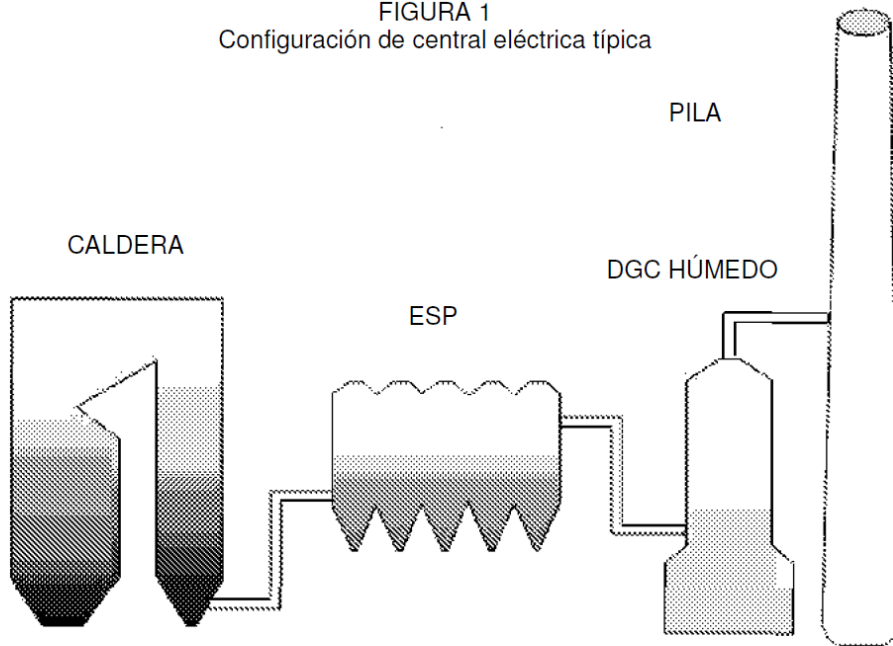 FIGURA 1
Configuración de central eléctrica típica
PILA
CALDERA
DGC HÚMEDO
ESP